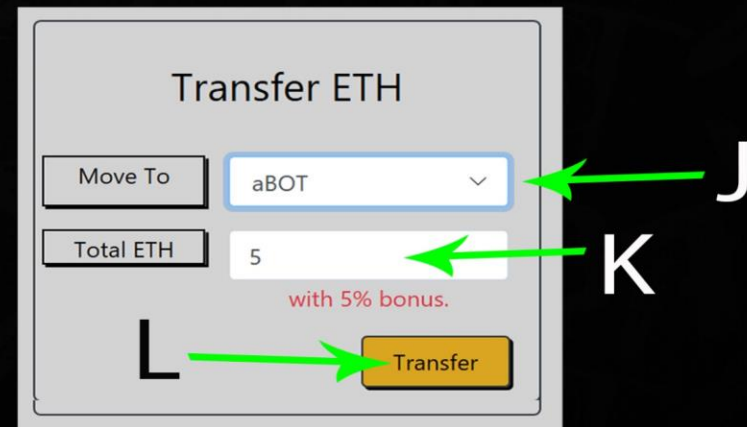 Transfer ETH
Move To aBOT J
Total ETH 5 K
with 5% bonus.
L Transfer